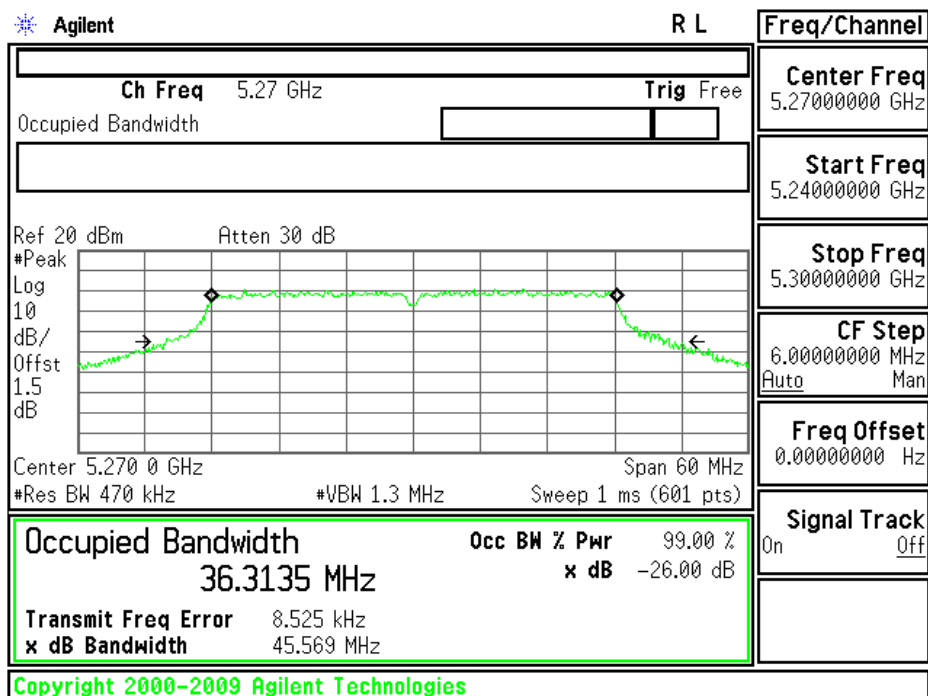 Agilent R L Freq/Channel
Ch Freq 5.27 GHz Trig Free
Occupied Bandwidth
Center Freq
5.27000000 GHz
Start Freq
5.24000000 GHz
Stop Freq
5.30000000 GHz
CF Step
6.00000000 MHz
Auto Man
Freq Offset
0.00000000 Hz
Signal Track
On Off
Ref 20 dBm Atten 30 dB
#Peak
Log
10
dB/
Offst
1.5
dB
Center 5.270 0 GHz Span 60 MHz
#Res BW 470 kHz #VBW 1.3 MHz Sweep 1 ms (601 pts)
Occupied Bandwidth Occ BW % Pwr 99.00 %
36.3135 MHz x dB -26.00 dB
Transmit Freq Error 8.525 kHz
x dB Bandwidth 45.569 MHz
Copyright 2000-2009 Agilent Technologies